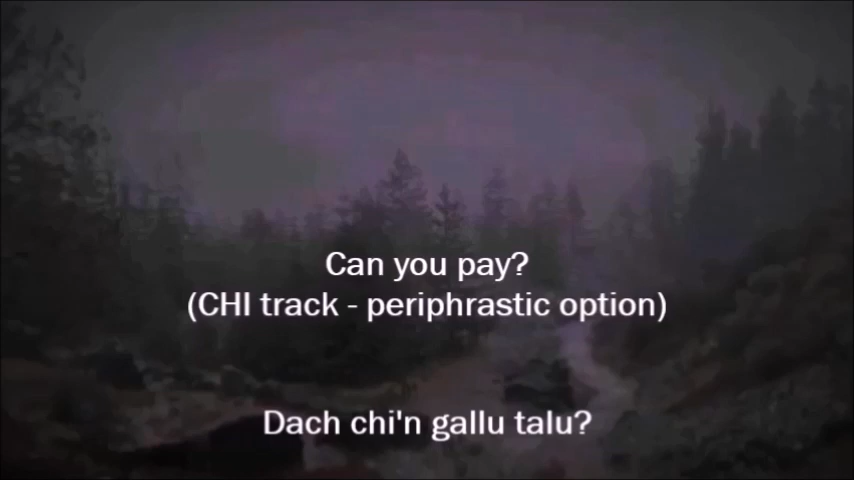 Can you pay?
(CHI track - periphrastic option)
Dach chi'n gallu talu?